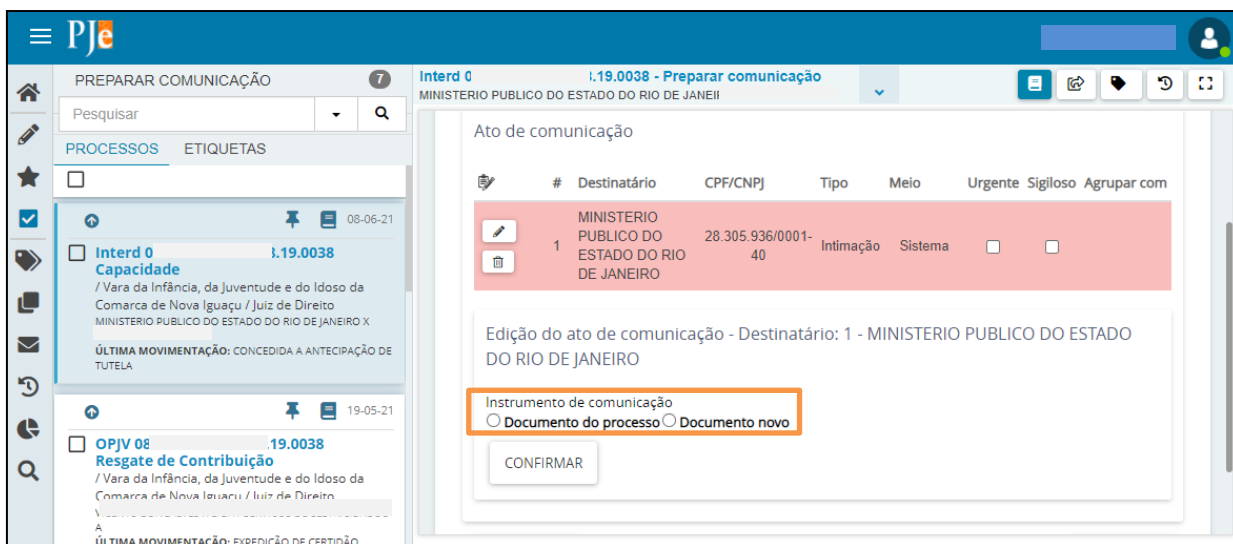 PJe
PREPARAR COMUNICAÇÃO 7
Pesquisar
PROCESSOS ETIQUETAS
08-06-21
Interd 0 3.19.0038
Capacidade
/ Vara da Infância, da Juventude e do Idoso da
Comarca de Nova Iguaçu / Juiz de Direito
MINISTERIO PUBLICO DO ESTADO DO RIO DE JANEIRO X
ÚLTIMA MOVIMENTAÇÃO: CONCEDIDA A ANTECIPAÇÃO DE
TUTELA
19-05-21
OPJV 08 .19.0038
Resgate de Contribuição
/ Vara da Infância, da Juventude e do Idoso da
Comarca de Nova Iguaçu / Juiz de Direito
A
ÚLTIMA MOVIMENTAÇÃO: EXPEDIÇÃO DE CERTIDÃO
Interd 0 .19.0038 - Preparar comunicação
MINISTERIO PUBLICO DO ESTADO DO RIO DE JANEIF
Ato de comunicação
# Destinatário CPF/CNPJ Tipo Meio Urgente Sigiloso Agrupar com
MINISTERIO
PUBLICO DO
ESTADO DO RIO
DE JANEIRO
1 28.305.936/0001-
40
Intimação Sistema
Edição do ato de comunicação - Destinatário: 1 - MINISTERIO PUBLICO DO ESTADO
DO RIO DE JANEIRO
Instrumento de comunicação
Documento do processo Documento novo
CONFIRMAR